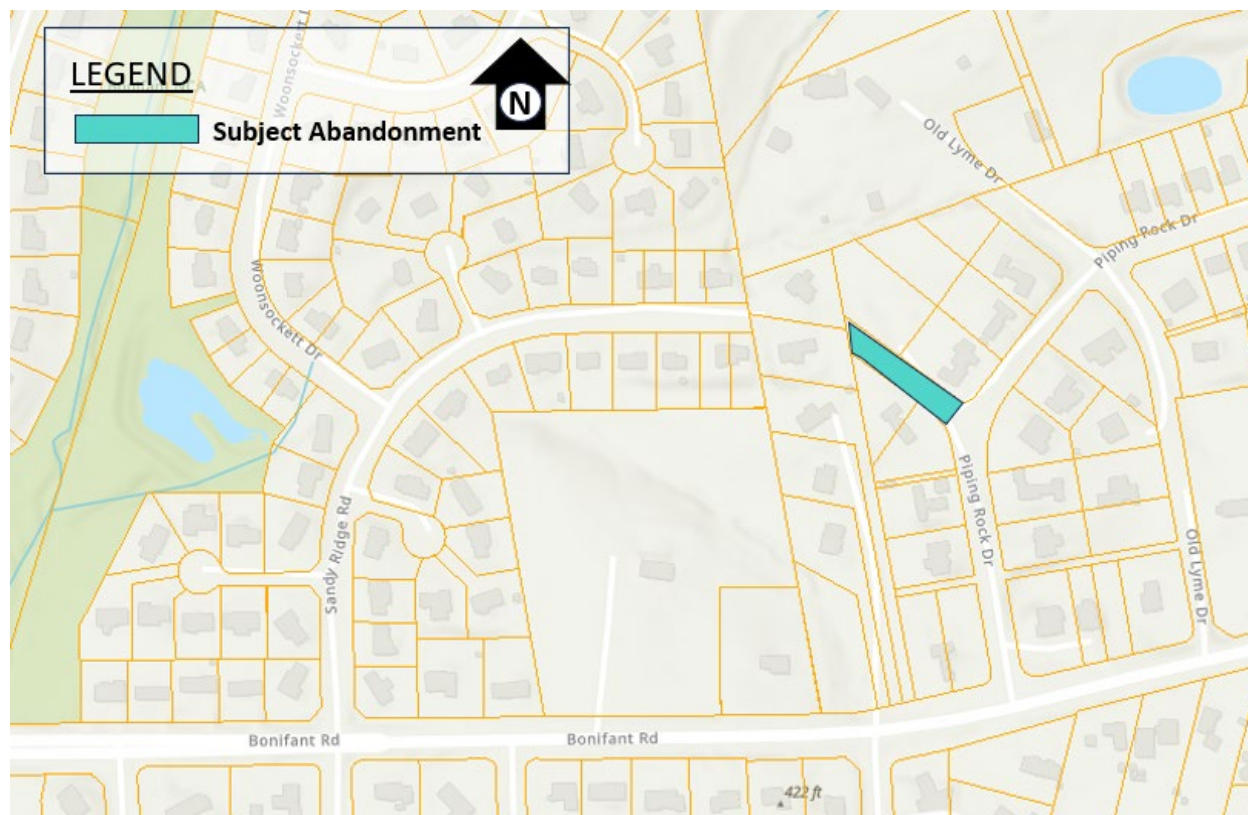 Woonsockett D
LEGEND
N
Subject Abandonment
Old Lyme Dr
Piping Rock Dr
Woonsockett Dr
Piping Rock Dr
Sandy Ridge Rd
Old Lyme Dr
Bonifant Rd
Bonifant Rd
422 ft